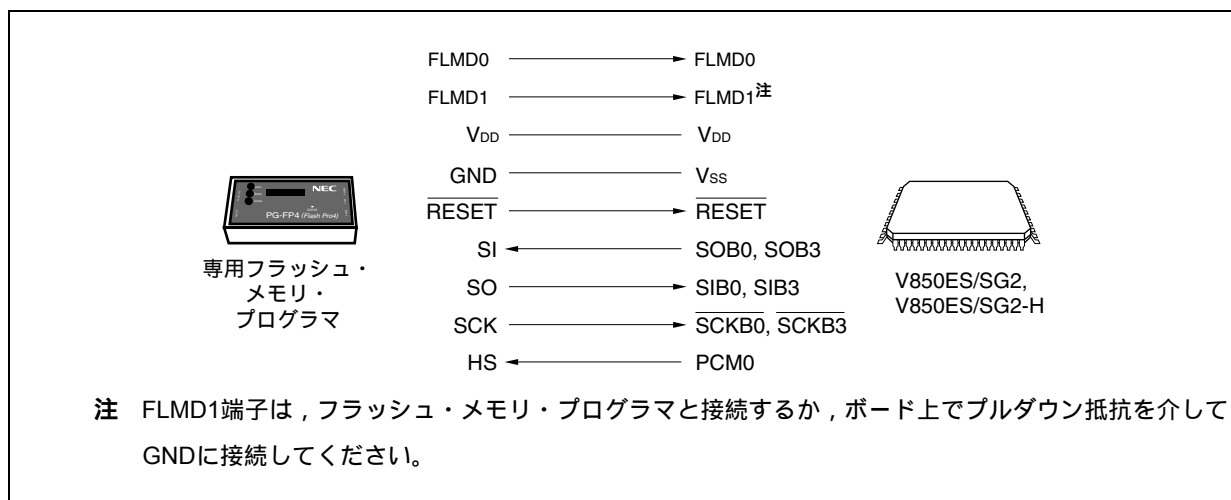 FLMD0 FLMD0
FLMD1 FLMD1注
VDD VDD
GND VSS
RESET RESET
SI SOB0, SOB3
SO SIB0, SIB3
SCK SCKB0, SCKB3
HS PCM0
NEC
PG-FP4 (Flash Pro4)
専用フラッシュ・
メモリ・
プログラマ
V850ES/SG2,
V850ES/SG2-H
注 FLMD1端子は，フラッシュ・メモリ・プログラマと接続するか，ボード上でプルダウン抵抗を介して
GNDに接続してください。